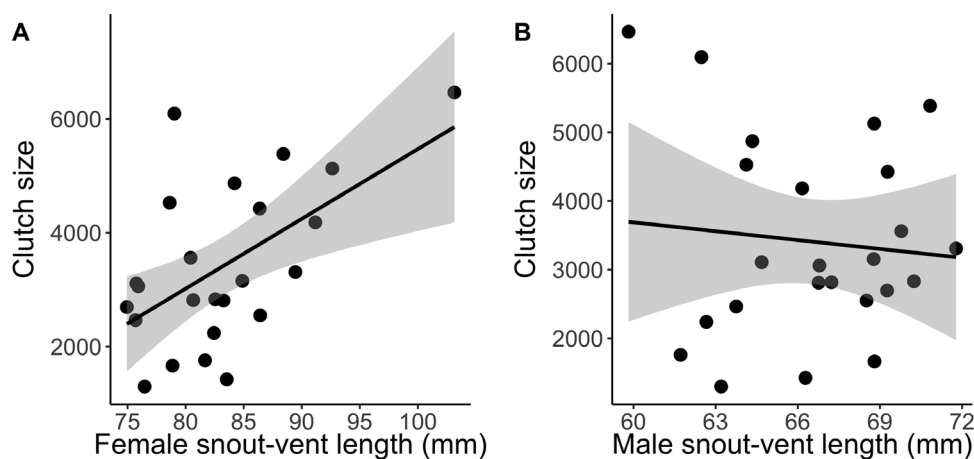 A
Clutch size
6000
4000
2000
75 80 85 90 95 100
Female snout-vent length (mm)
B
Clutch size
6000
5000
4000
3000
2000
60 63 66 69 72
Male snout-vent length (mm)